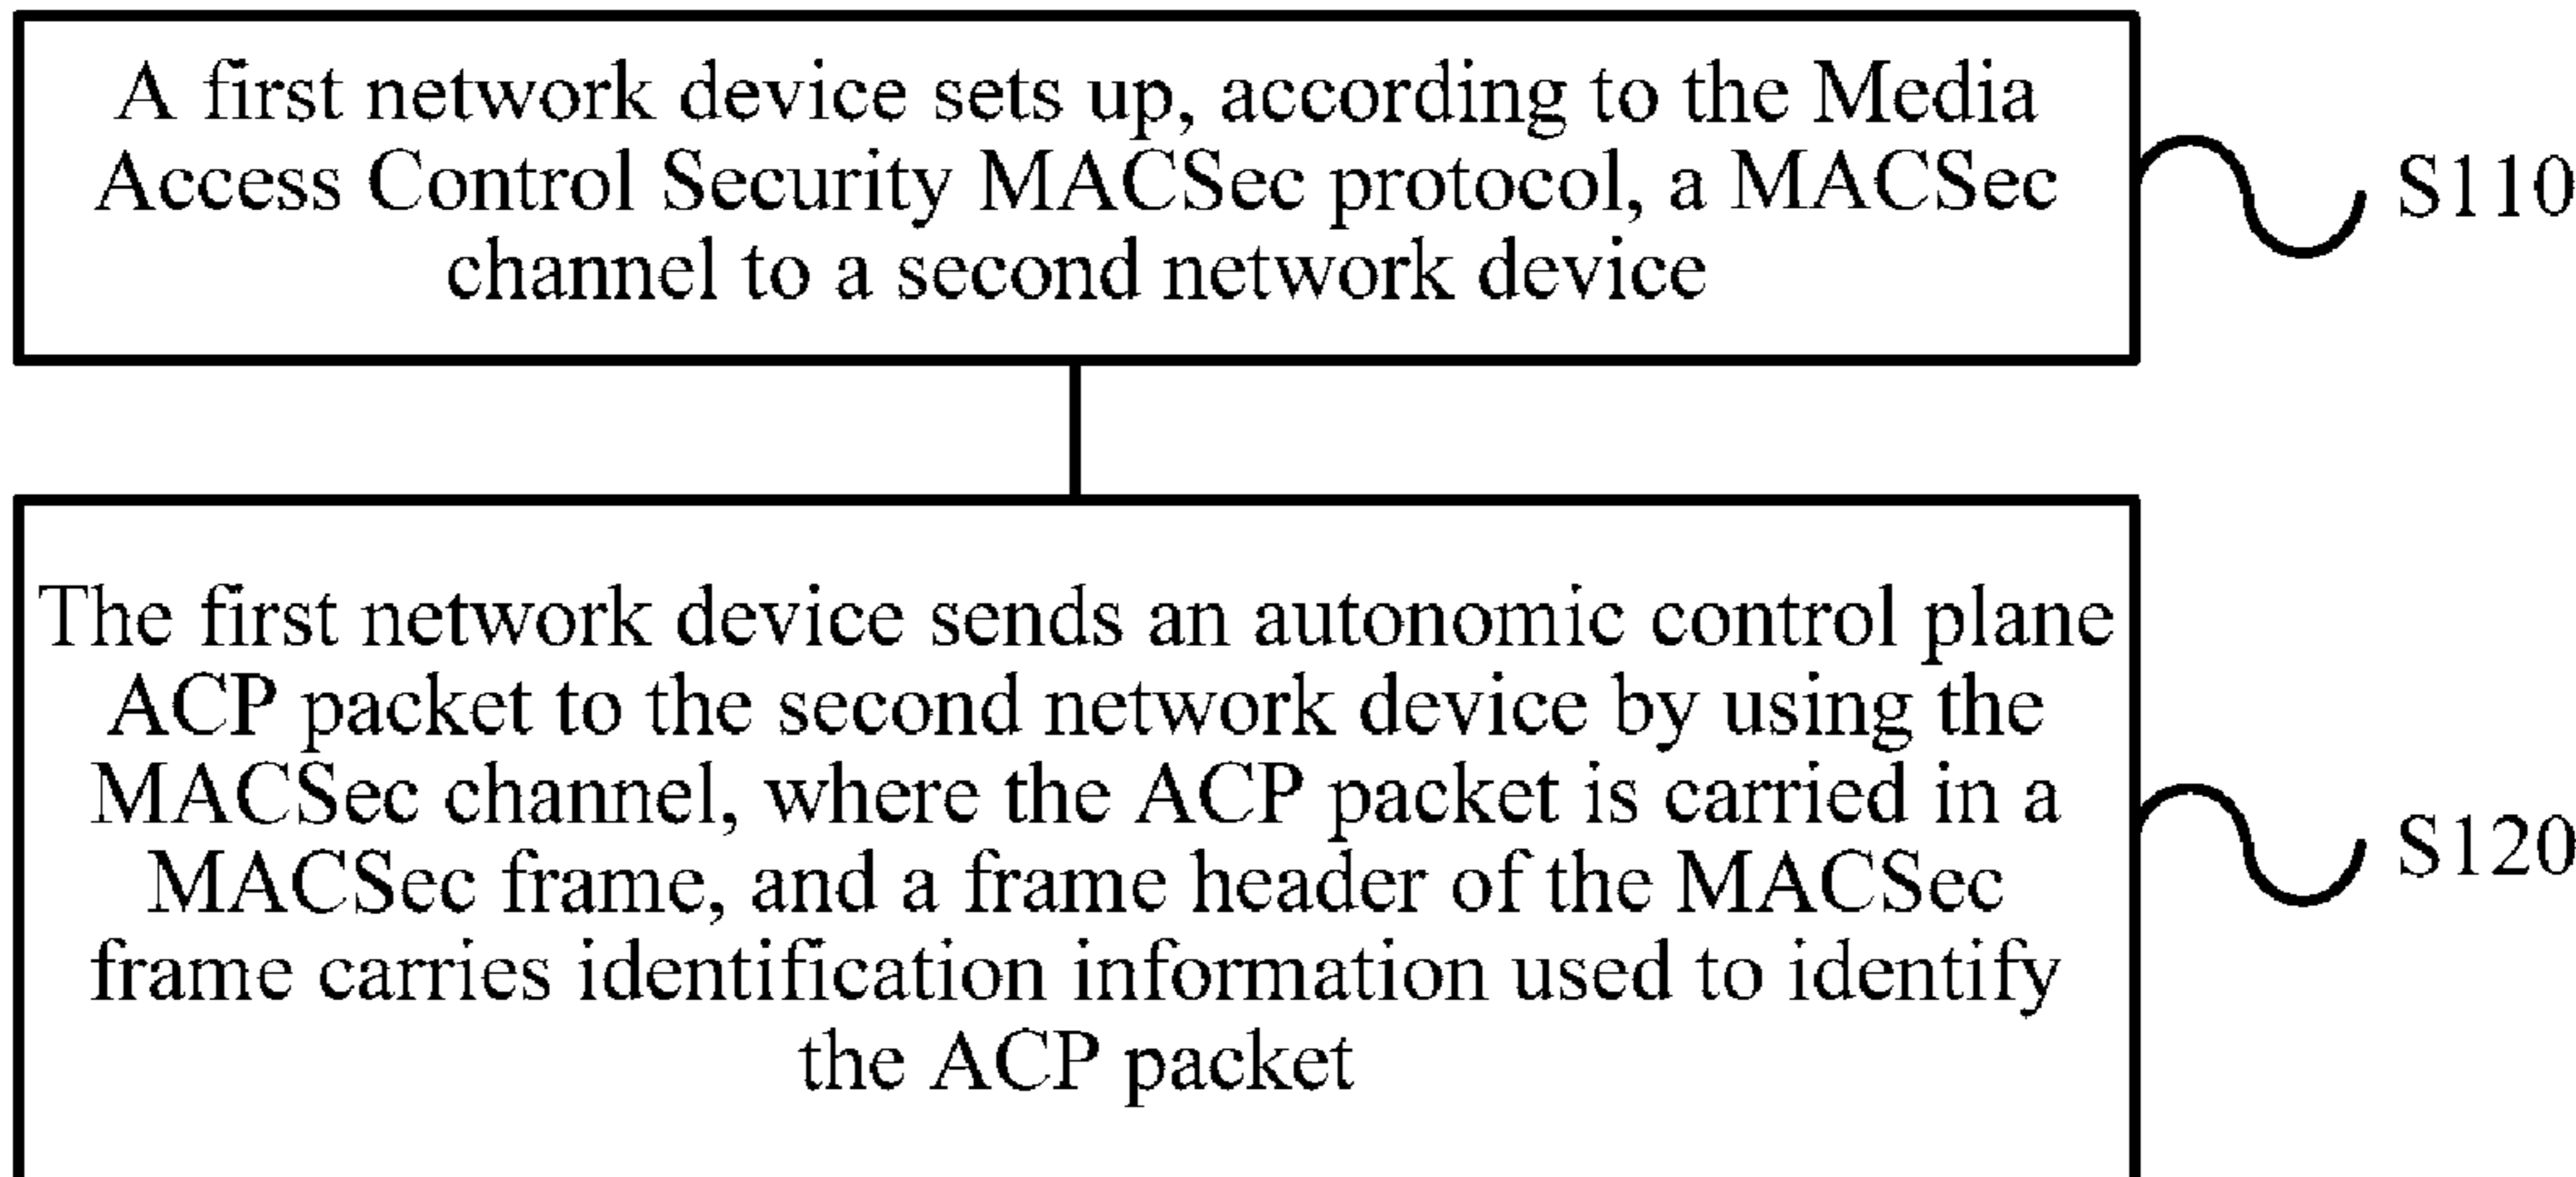 A first network device sets up, according to the Media
Access Control Security MACSec protocol, a MACSec
channel to a second network device
S110
The first network device sends an autonomic control plane
ACP packet to the second network device by using the
MACSec channel, where the ACP packet is carried in a
MACSec frame, and a frame header of the MACSec
frame carries identification information used to identify
the ACP packet
S120